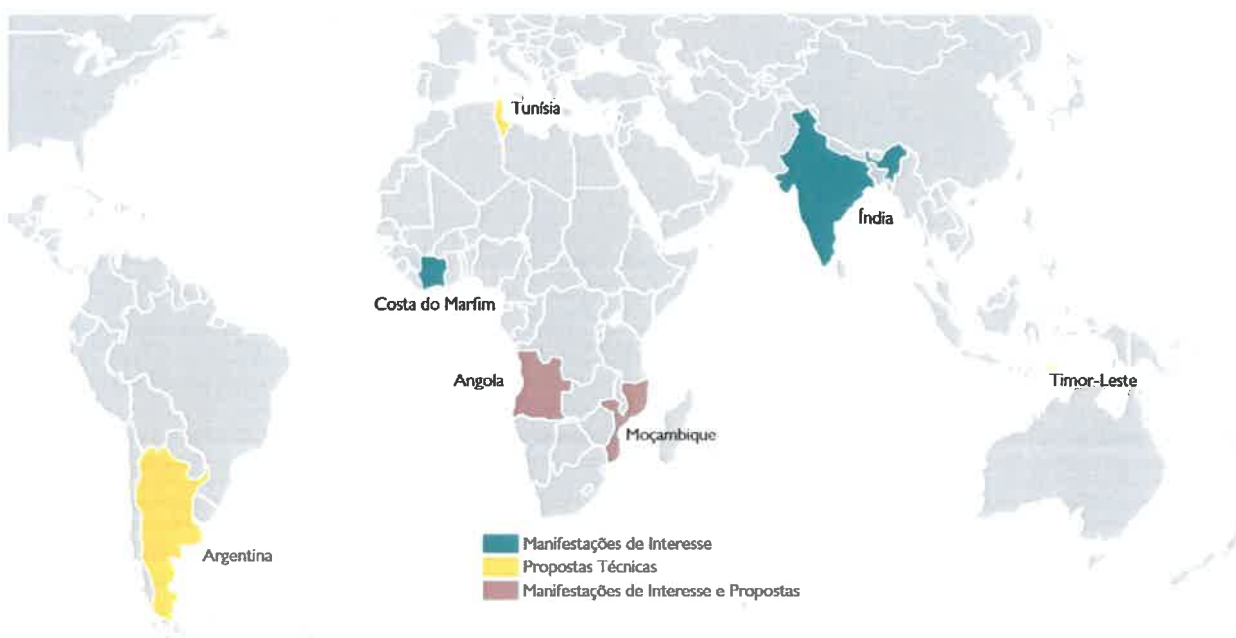 Tunísia
Índia
Costa do Marfim
Angola
Timor-Leste
Moçambique
Argentina
Manifestações de Interesse
Propostas Técnicas
Manifestações de Interesse e Propostas